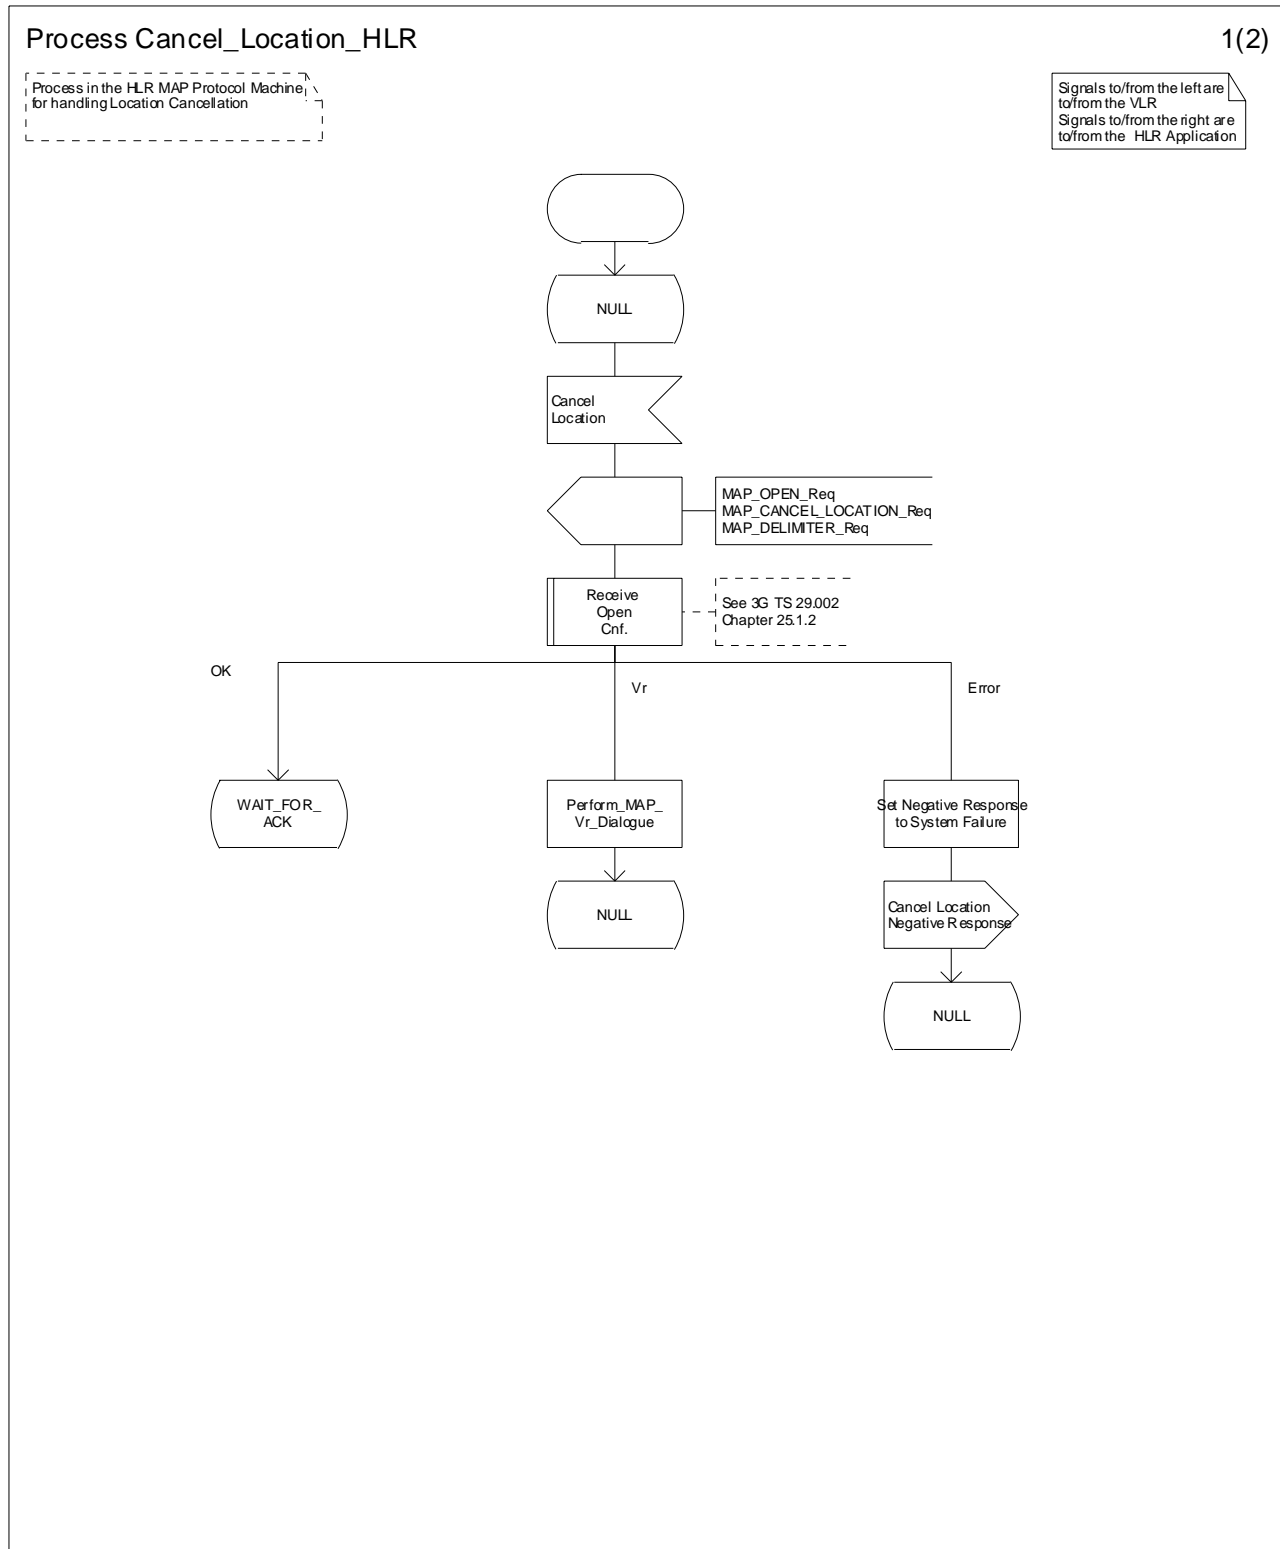 Process Cancel_Location_HLR
1(2)
Process in the HLR MAP Protocol Machine
for handling Location Cancellation
Signals to/from the left are
to/from the VLR
Signals to/from the right are
to/from the HLR Application
NULL
Cancel
Location
MAP_OPEN_Req
MAP_CANCEL_LOCATION_Req
MAP_DELIMITER_Req
Receive
Open
Cnf.
See 3G TS 29.002
Chapter 25.1.2
OK
Vr
Error
WAIT_FOR_
ACK
Perform_MAP_
Vr_Dialogue
Set Negative Response
to System Failure
NULL
Cancel Location
Negative Response
NULL